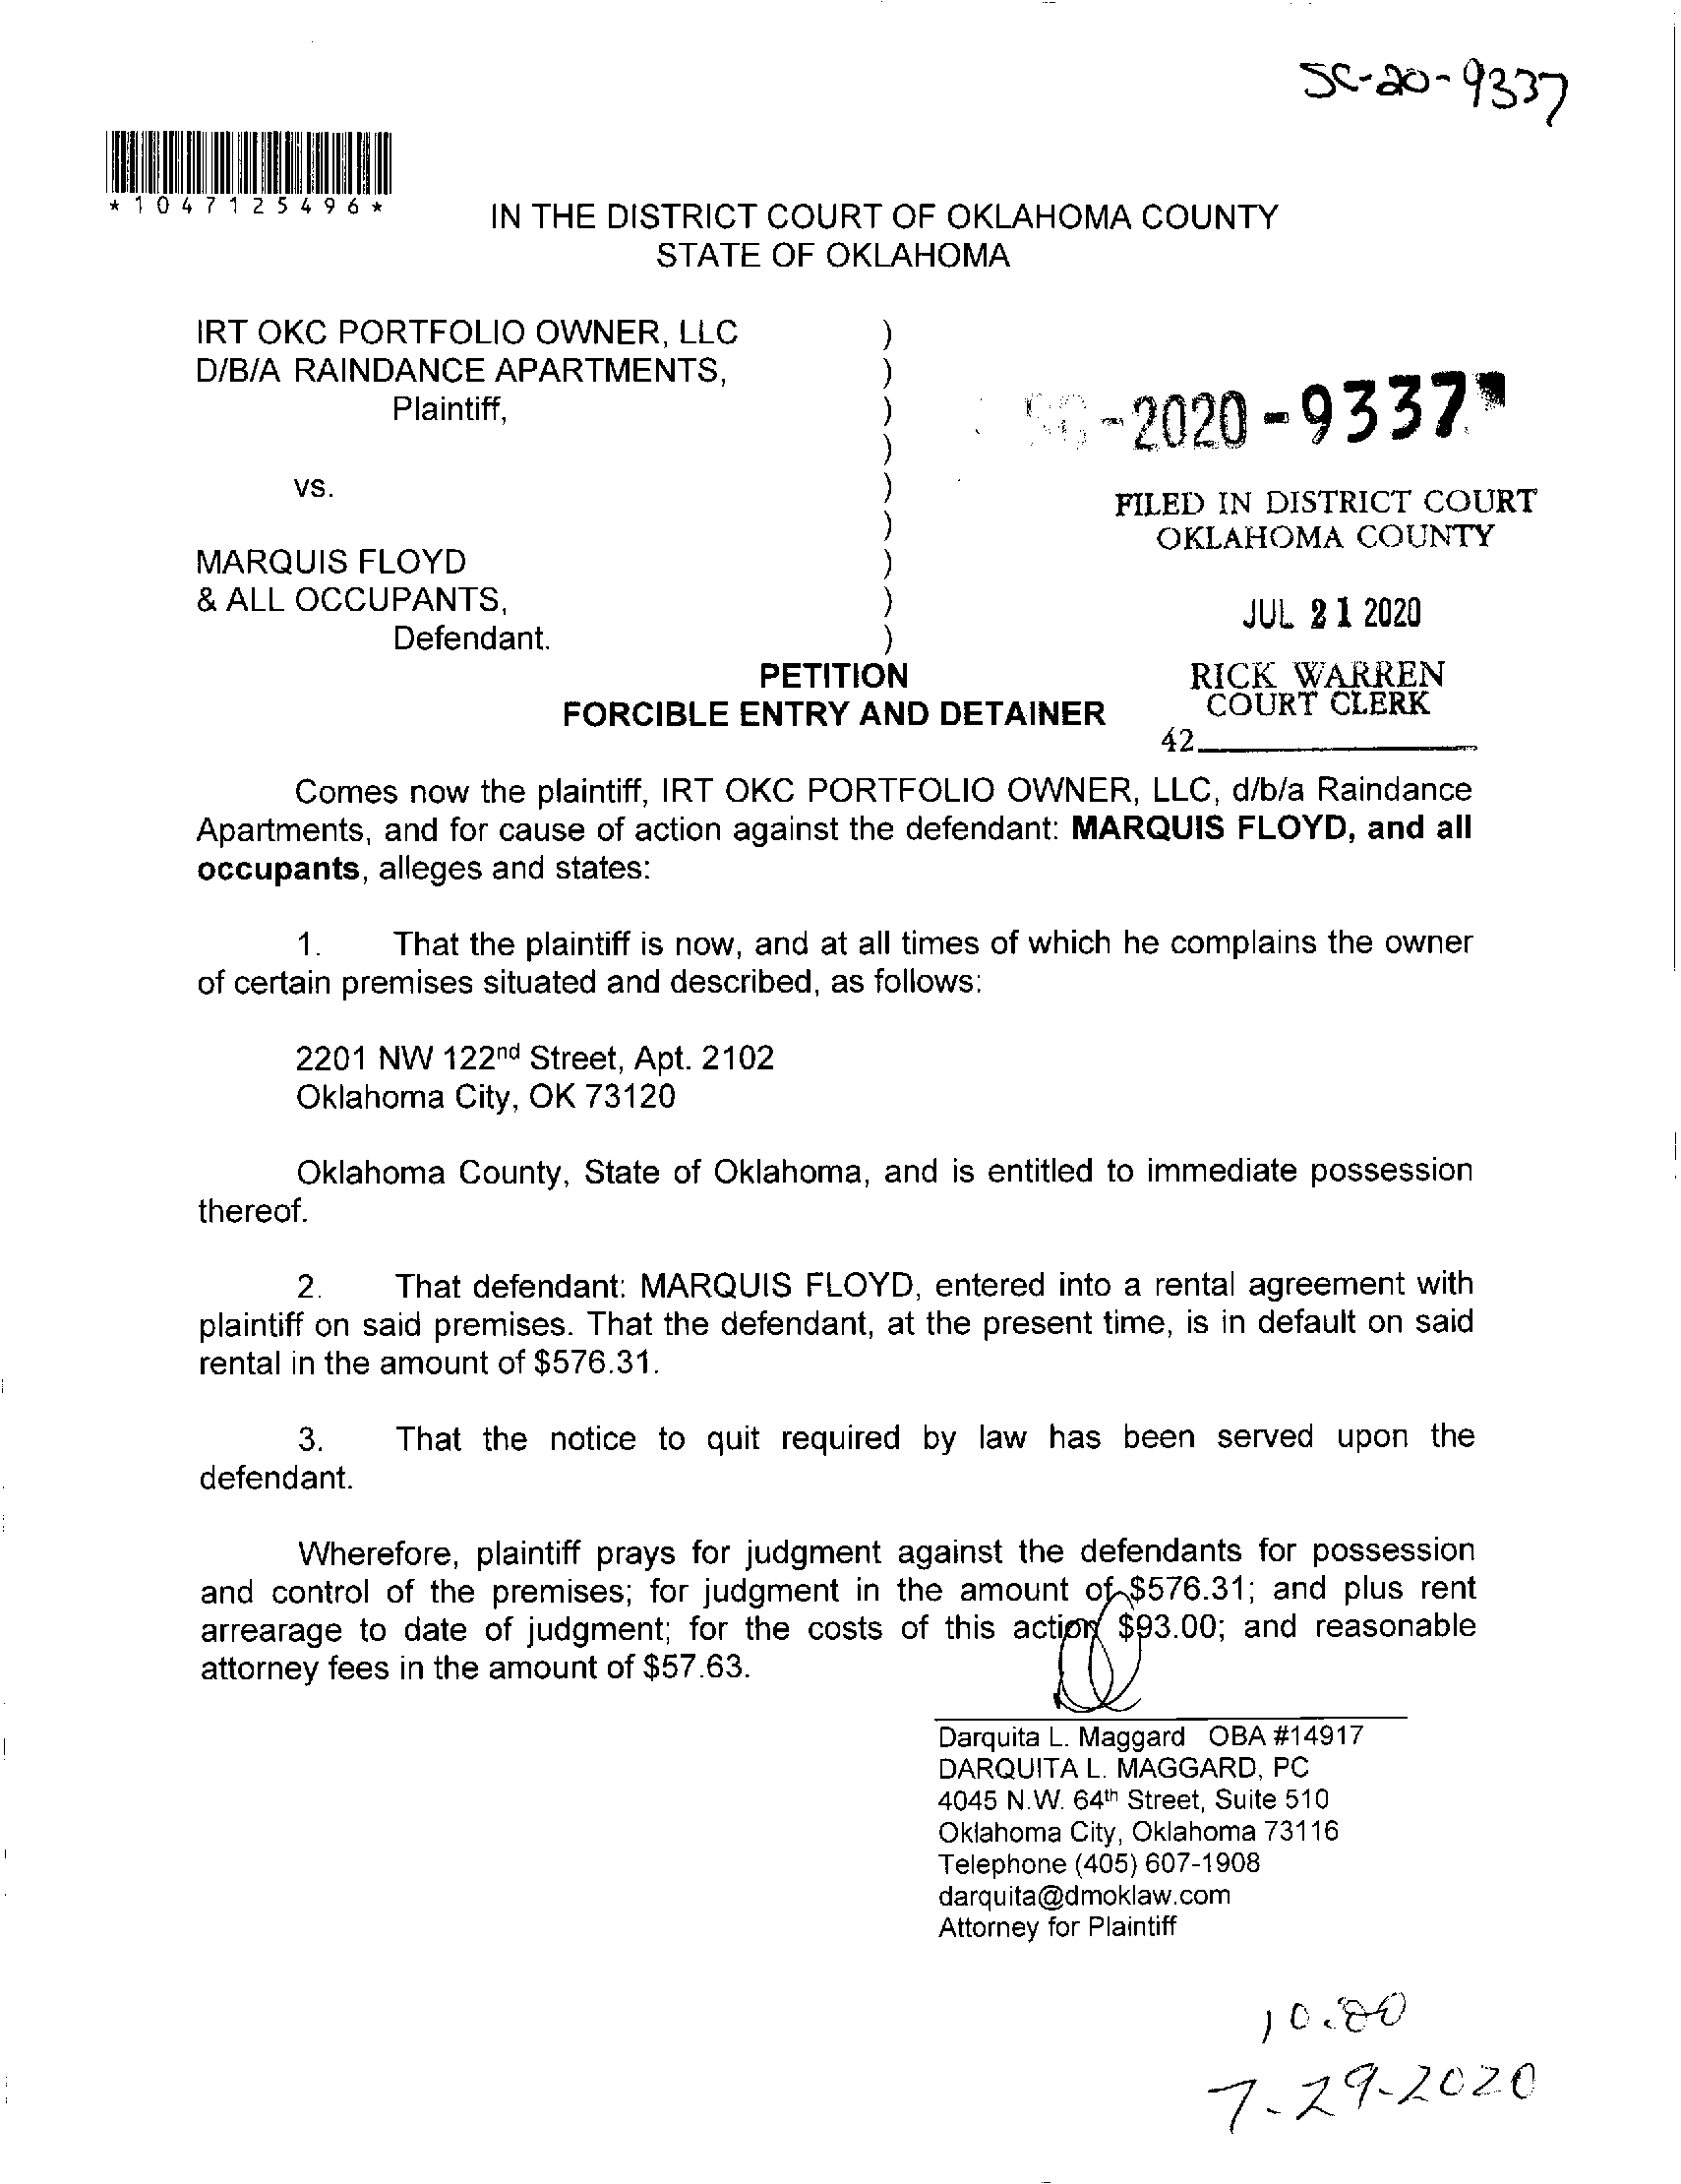 SC-20-9337
*1047125496*
IN THE DISTRICT COURT OF OKLAHOMA COUNTY
STATE OF OKLAHOMA
IRT OKC PORTFOLIO OWNER, LLC )
D/B/A RAINDANCE APARTMENTS, )
Plaintiff, )
)
SC-2020-9337
vs. )
)
FILED IN DISTRICT COURT
OKLAHOMA COUNTY
MARQUIS FLOYD )
& ALL OCCUPANTS, )
Defendant. )
JUL 21 2020
PETITION
FORCIBLE ENTRY AND DETAINER
RICK WARREN
COURT CLERK
42
Comes now the plaintiff, IRT OKC PORTFOLIO OWNER, LLC, d/b/a Raindance
Apartments, and for cause of action against the defendant: MARQUIS FLOYD, and all
occupants, alleges and states:
1. That the plaintiff is now, and at all times of which he complains the owner
of certain premises situated and described, as follows:
2201 NW 122nd Street, Apt. 2102
Oklahoma City, OK 73120
Oklahoma County, State of Oklahoma, and is entitled to immediate possession
thereof.
2. That defendant: MARQUIS FLOYD, entered into a rental agreement with
plaintiff on said premises. That the defendant, at the present time, is in default on said
rental in the amount of $576.31.
3. That the notice to quit required by law has been served upon the
defendant.
Wherefore, plaintiff prays for judgment against the defendants for possession
and control of the premises; for judgment in the amount of $576.31; and plus rent
arrearage to date of judgment; for the costs of this action $93.00; and reasonable
attorney fees in the amount of $57.63.
Darquita L. Maggard OBA #14917
DARQUITA L. MAGGARD, PC
4045 N.W. 64th Street, Suite 510
Oklahoma City, Oklahoma 73116
Telephone (405) 607-1908
darquita@dmoklaw.com
Attorney for Plaintiff
7-29-2020